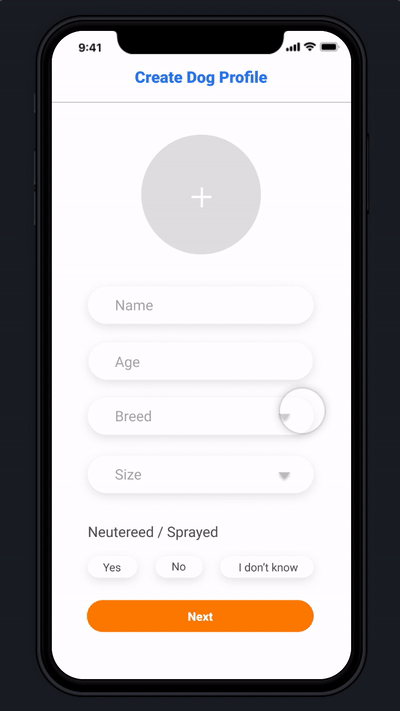 9:41
Create Dog Profile
+
Name
Age
Breed
Size
Neutereed / Sprayed
Yes No I don't know
Next